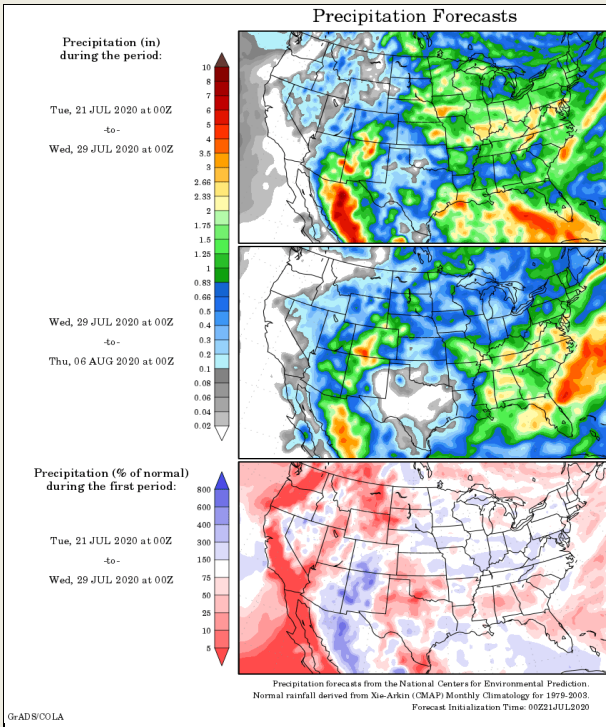 Precipitation Forecasts
Precipitation (in)
during the period:
Tue, 21 JUL 2020 at 00Z
-to-
Wed, 29 JUL 2020 at 00Z
10
8
7
6
5
4
3.5
3
2.66
2.33
2
1.75
1.5
1.25
1
0.83
0.66
0.5
0.4
0.3
0.2
0.1
0.08
0.06
0.04
0.02
Wed, 29 JUL 2020 at 00Z
-to-
Thu, 06 AUG 2020 at 00Z
Precipitation (% of normal)
during the first period:
Tue, 21 JUL 2020 at 00Z
-to-
Wed, 29 JUL 2020 at 00Z
800
600
400
300
150
75
50
25
10
5
Precipitation forecasts from the National Centers for Environmental Prediction.
Normal rainfall derived from Xie-Arkin (CMAP) Monthly Climatology for 1979-2003.
Forecast Initialization Time: 00Z21JUL2020
GrADS/COLA